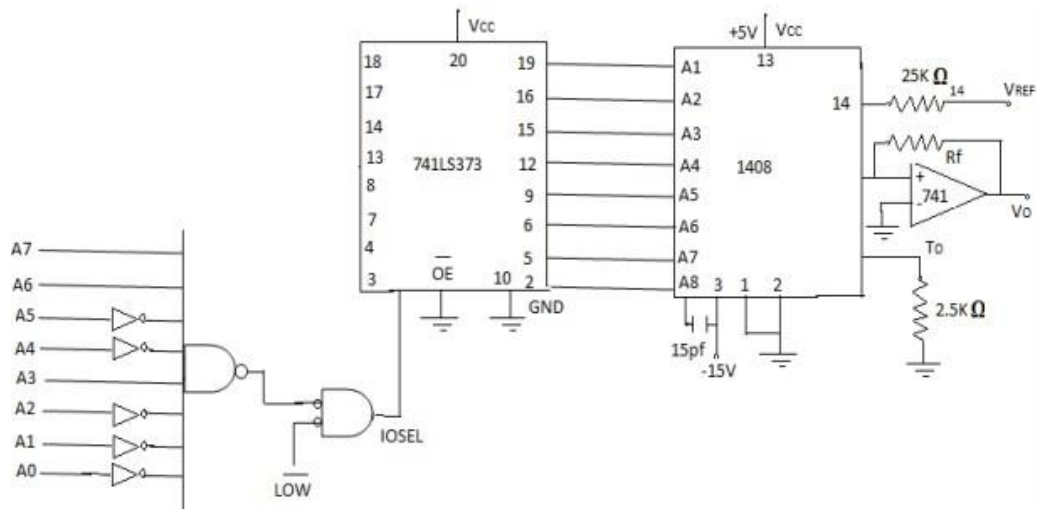 Vcc
20
18
17
14
13
8
7
4
3
19
16
15
12
9
6
5
2
741LS373
OE
10
GND
+5V Vcc
13
A1
A2
A3
A4
A5
A6
A7
A8
1408
14
3
1
2
15pf
-15V
25K Ω
14
VREF
Rf
+
-
741
Vo
To
2.5K Ω
A7
A6
A5
A4
A3
A2
A1
A0
IOSEL
LOW